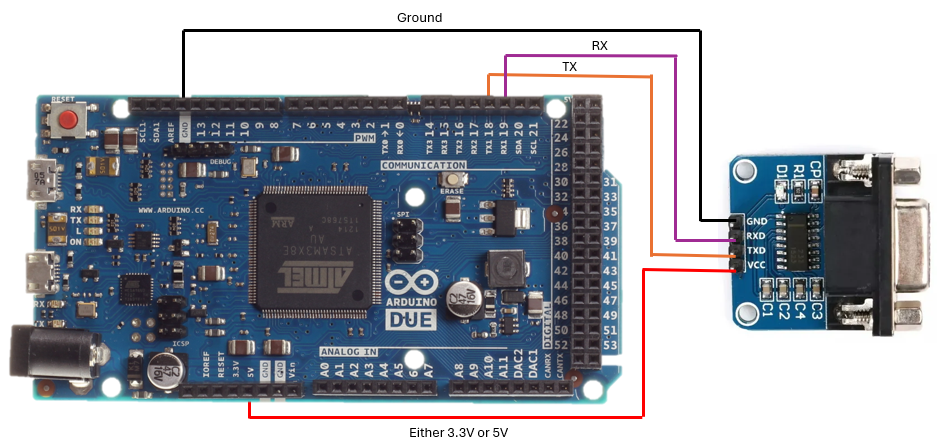 Ground
RX
TX
RESET
SCL1
SDA1
AREF
GND
13
12
11
10
9
8
7
6
5
4
3
2
TX0→1
RX0←0
TX3 14
RX3 15
TX2 16
RX2 17
TX1 18
RX1 19
SDA 20
SCL 21
5V
PWM
DEBUG
COMMUNICATION
ERASE
22
24
26
28
30 31
32 33
34 35
36 37
38 39
40 41
42 43
44 45
46 47
48 49
50 51
52 53
DIGITAL
WWW.ARDUINO.CC
RX
TX
L
ON
SPI
ARM
ATSAM3X8E
AU
ATMEL
ARDUINO
DUE
ICSP
ANALOG IN
IOREF
RESET
3.3V
5V
GND
GND
Vin
A0
A1
A2
A3
A4
A5
A7
A8
A9
A10
A11
DAC2
DAC1
CANRX
CANTX
D1
R1
CP
GND
RXD
TXD
VCC
C1
C2
C4
C3
Either 3.3V or 5V